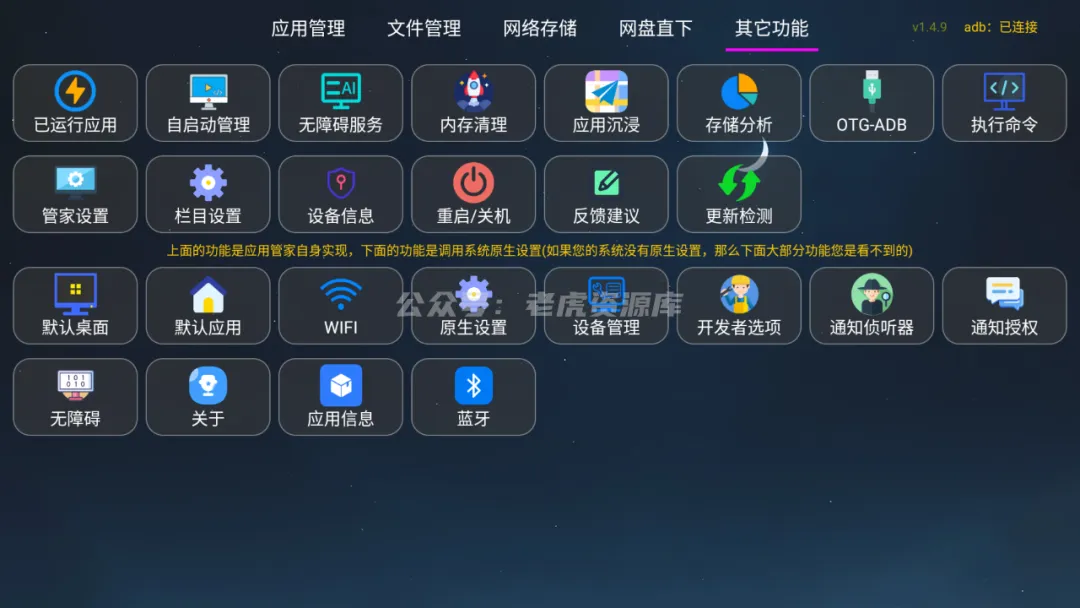 应用管理 文件管理 网络存储 网盘直下 其它功能 v1.4.9 adb：已连接
已运行应用 自启动管理 无障碍服务 内存清理 应用沉浸 存储分析 OTG-ADB 执行命令
管家设置 栏目设置 设备信息 重启/关机 反馈建议 更新检测
上面的功能是应用管家自身实现，下面的功能是调用系统原生设置(如果您的系统没有原生设置，那么下面大部分功能您是看不到的)
公众号：老虎资源库
默认桌面 默认应用 WIFI 原生设置 设备管理 开发者选项 通知侦听器 通知授权
无障碍 关于 应用信息 蓝牙